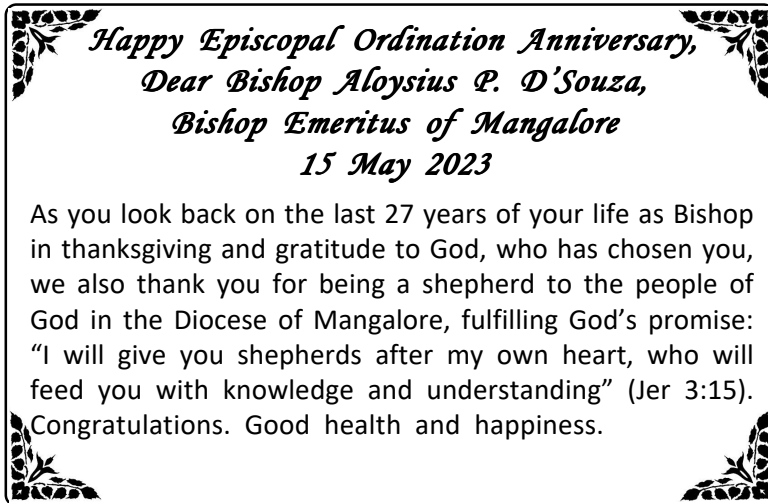 Happy Episcopal Ordination Anniversary,
Dear Bishop Aloysius P. D’Souza,
Bishop Emeritus of Mangalore
15 May 2023
As you look back on the last 27 years of your life as Bishop
in thanksgiving and gratitude to God, who has chosen you,
we also thank you for being a shepherd to the people of
God in the Diocese of Mangalore, fulfilling God’s promise:
“I will give you shepherds after my own heart, who will
feed you with knowledge and understanding” (Jer 3:15).
Congratulations. Good health and happiness.